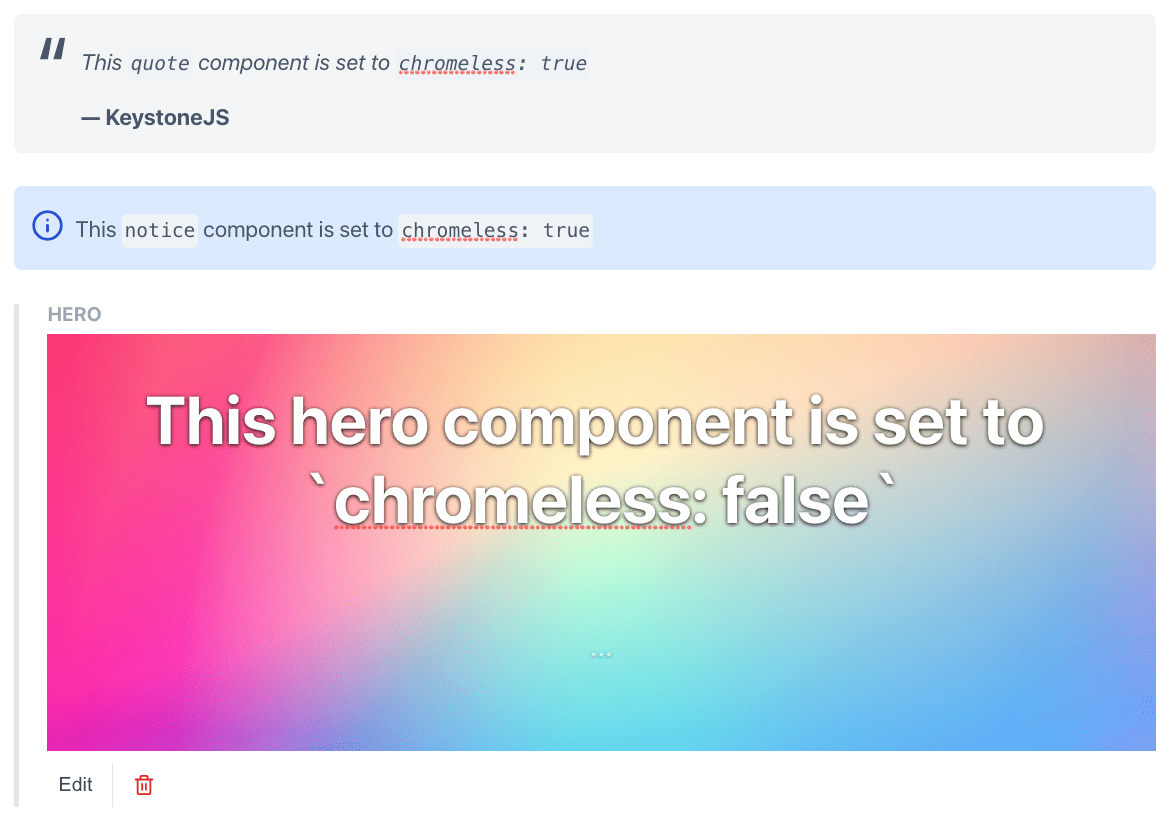 " This quote component is set to chromeless: true
— KeystoneJS
This notice component is set to chromeless: true
HERO
This hero component is set to
`chromeless: false`
...
Edit